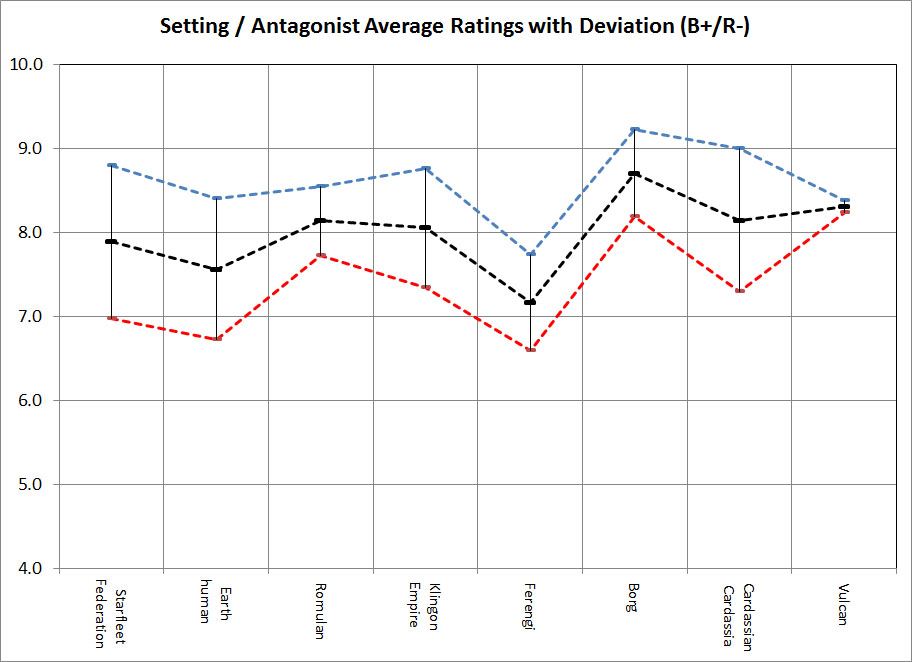 Setting / Antagonist Average Ratings with Deviation (B+/R-)
10.0
9.0
8.0
7.0
6.0
5.0
4.0
Starfleet
Federation
Earth
human
Romulan
Klingon
Empire
Ferengi
Borg
Cardassian
Cardassia
Vulcan